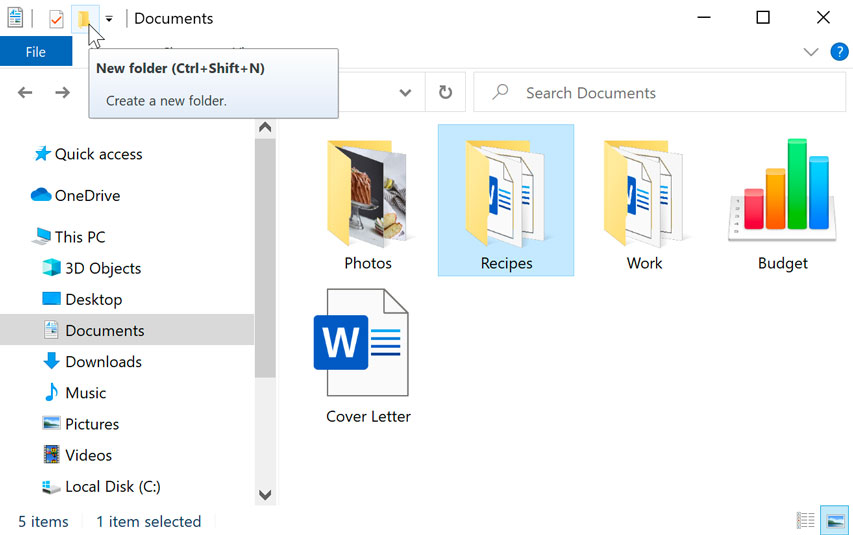 Documents
File
New folder (Ctrl+Shift+N)
Create a new folder.
Search Documents
Quick access
OneDrive
This PC
3D Objects
Desktop
Documents
Downloads
Music
Pictures
Videos
Local Disk (C:)
Photos
Recipes
Work
Budget
W
Cover Letter
5 items
1 item selected
?